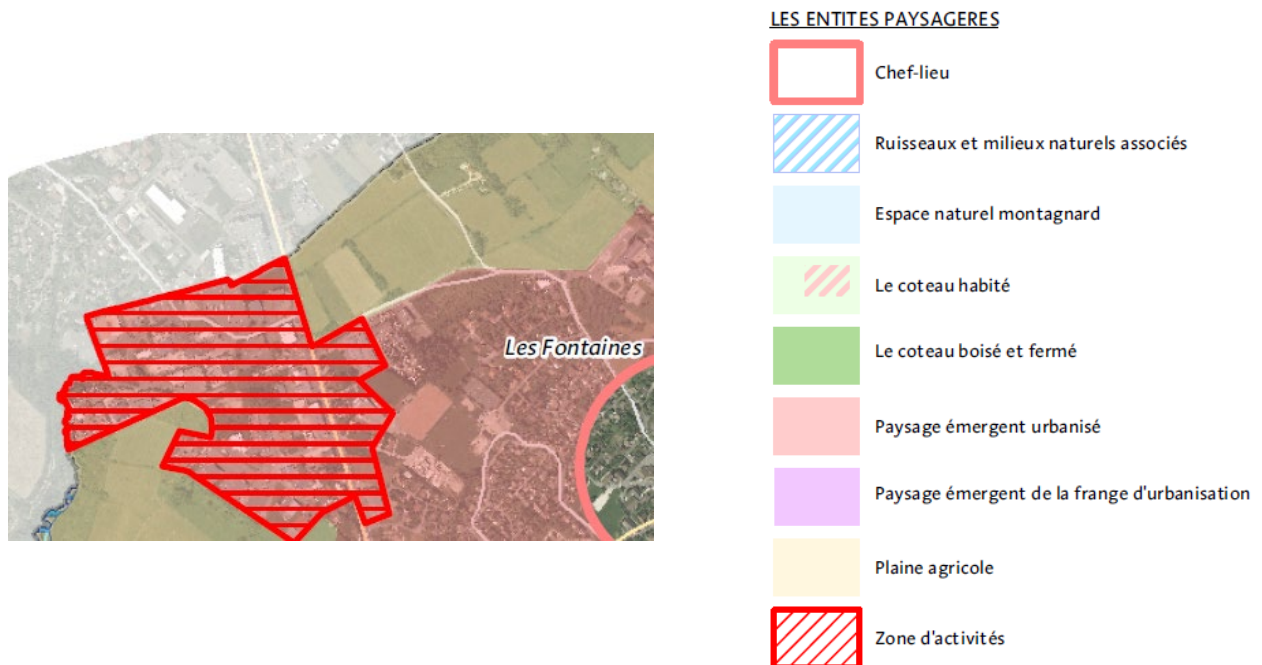 LES ENTITES PAYSAGERES
Chef-lieu
Ruisseaux et milieux naturels associés
Espace naturel montagnard
Le coteau habité
Le coteau boisé et fermé
Paysage émergent urbanisé
Paysage émergent de la frange d'urbanisation
Plaine agricole
Zone d'activités
Les Fontaines